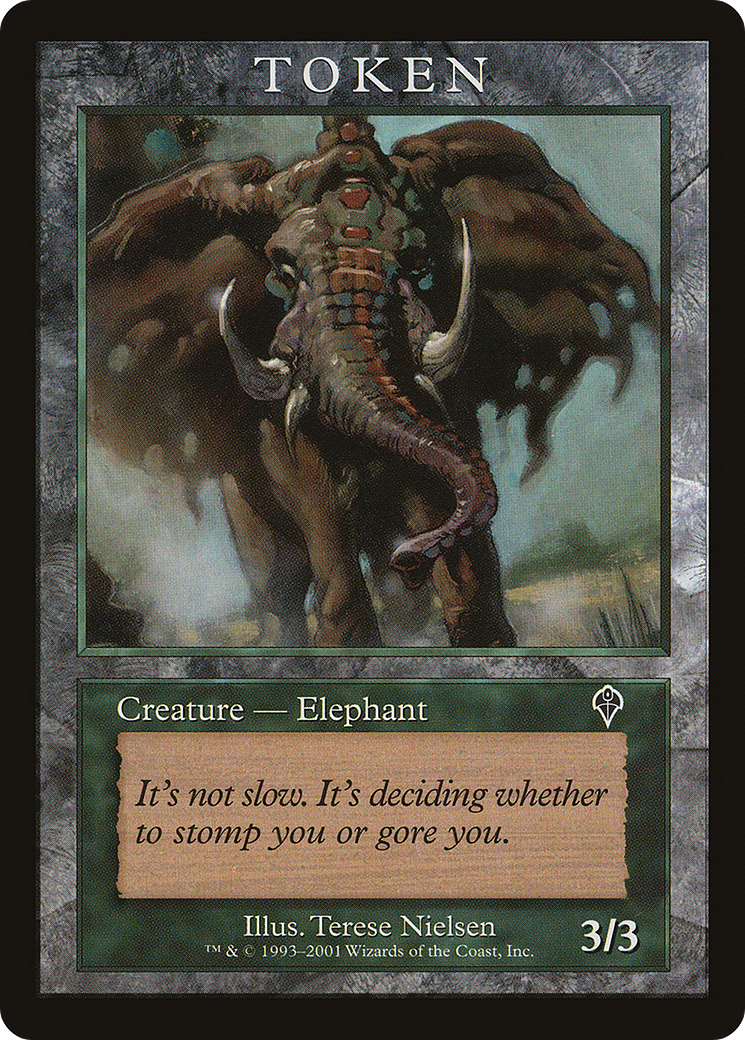 TOKEN
Creature — Elephant
It's not slow. It's deciding whether
to stomp you or gore you.
Illus. Terese Nielsen
3/3
™ & © 1993–2001 Wizards of the Coast, Inc.